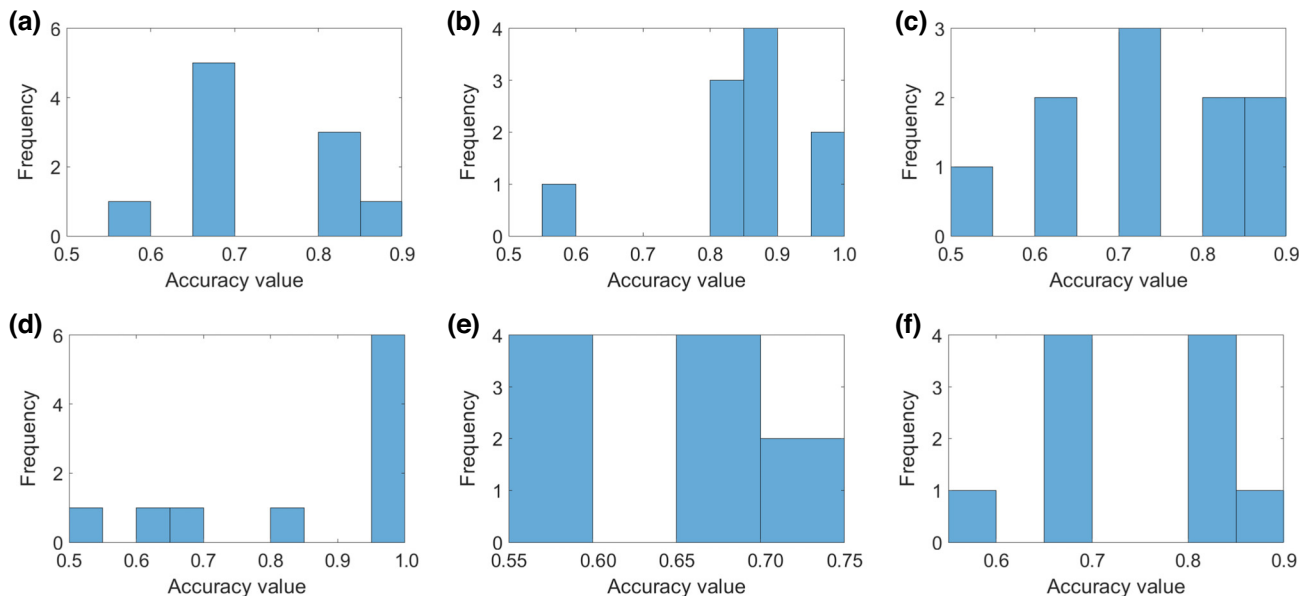 (a)
6
4
2
0
Frequency
0.5 0.6 0.7 0.8 0.9
Accuracy value
(b)
4
3
2
1
0
Frequency
0.5 0.6 0.7 0.8 0.9 1.0
Accuracy value
(c)
3
2
1
0
Frequency
0.5 0.6 0.7 0.8 0.9
Accuracy value
(d)
6
4
2
0
Frequency
0.5 0.6 0.7 0.8 0.9 1.0
Accuracy value
(e)
4
3
2
1
0
Frequency
0.55 0.60 0.65 0.70 0.75
Accuracy value
(f)
4
3
2
1
0
Frequency
0.6 0.7 0.8 0.9
Accuracy value